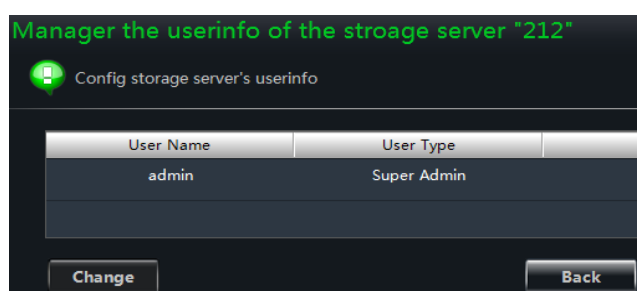 Manager the userinfo of the stroage server "212"
Config storage server's userinfo
User Name User Type
admin Super Admin
Change Back